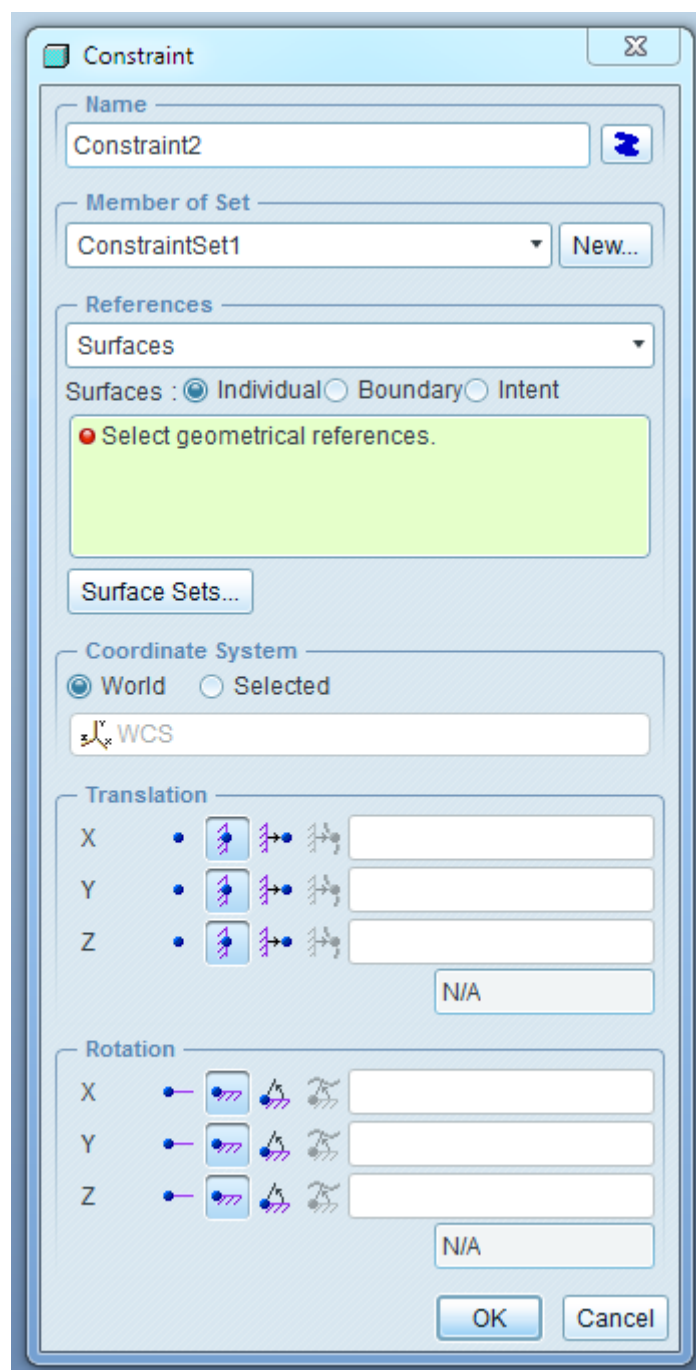 Constraint
Name
Constraint2
Member of Set
ConstraintSet1
New...
References
Surfaces
Surfaces : Individual Boundary Intent
Select geometrical references.
Surface Sets...
Coordinate System
World Selected
WCS
Translation
X
Y
Z
N/A
Rotation
X
Y
Z
N/A
OK Cancel